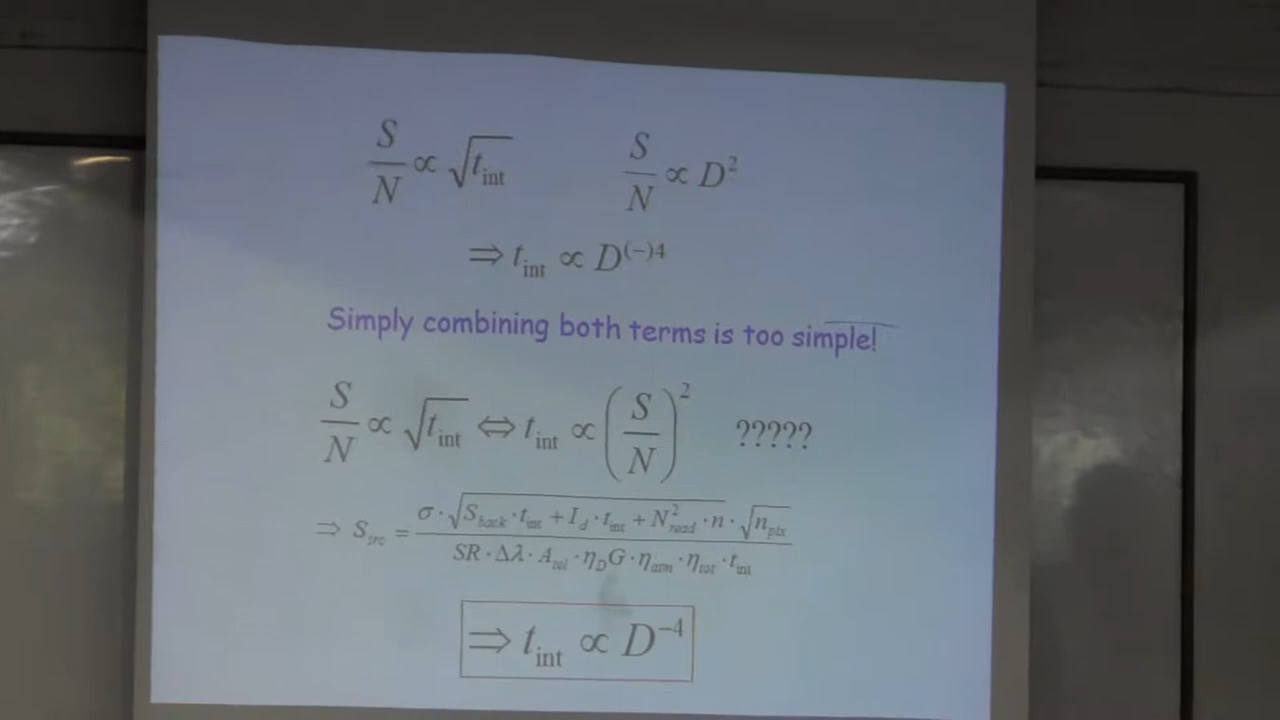 S/N ∝ √t_int   S/N ∝ D²
⇒ t_int ∝ D^(−)4
Simply combining both terms is too simple!
S/N ∝ √t_int ⇔ t_int ∝ (S/N)²   ?????
⇒ S_src = (σ · √(S_back · t_int + I_d · t_int + N²_read · n) · √n_pix) / (SR · Δλ · A_tel · η_D G · η_atm · η_tot · t_int)
⇒ t_int ∝ D⁻⁴